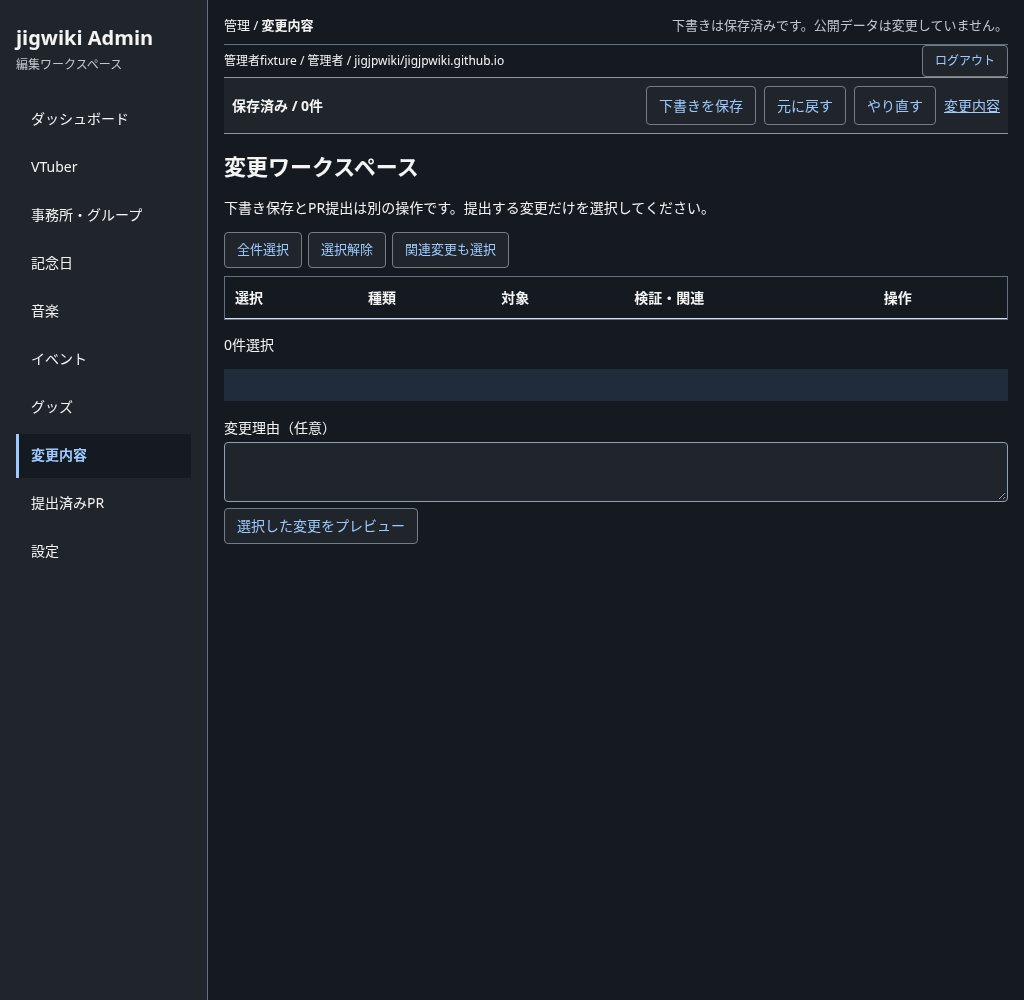 jigwiki Admin
編集ワークスペース
ダッシュボード
VTuber
事務所・グループ
記念日
音楽
イベント
グッズ
変更内容
提出済みPR
設定
管理 / 変更内容
下書きは保存済みです。公開データは変更していません。
管理者fixture / 管理者 / jigjpwiki/jigjpwiki.github.io
ログアウト
保存済み / 0件
下書きを保存
元に戻す
やり直す
変更内容
変更ワークスペース
下書き保存とPR提出は別の操作です。提出する変更だけを選択してください。
全件選択
選択解除
関連変更も選択
選択 種類 対象 検証・関連 操作
0件選択
変更理由（任意）
選択した変更をプレビュー